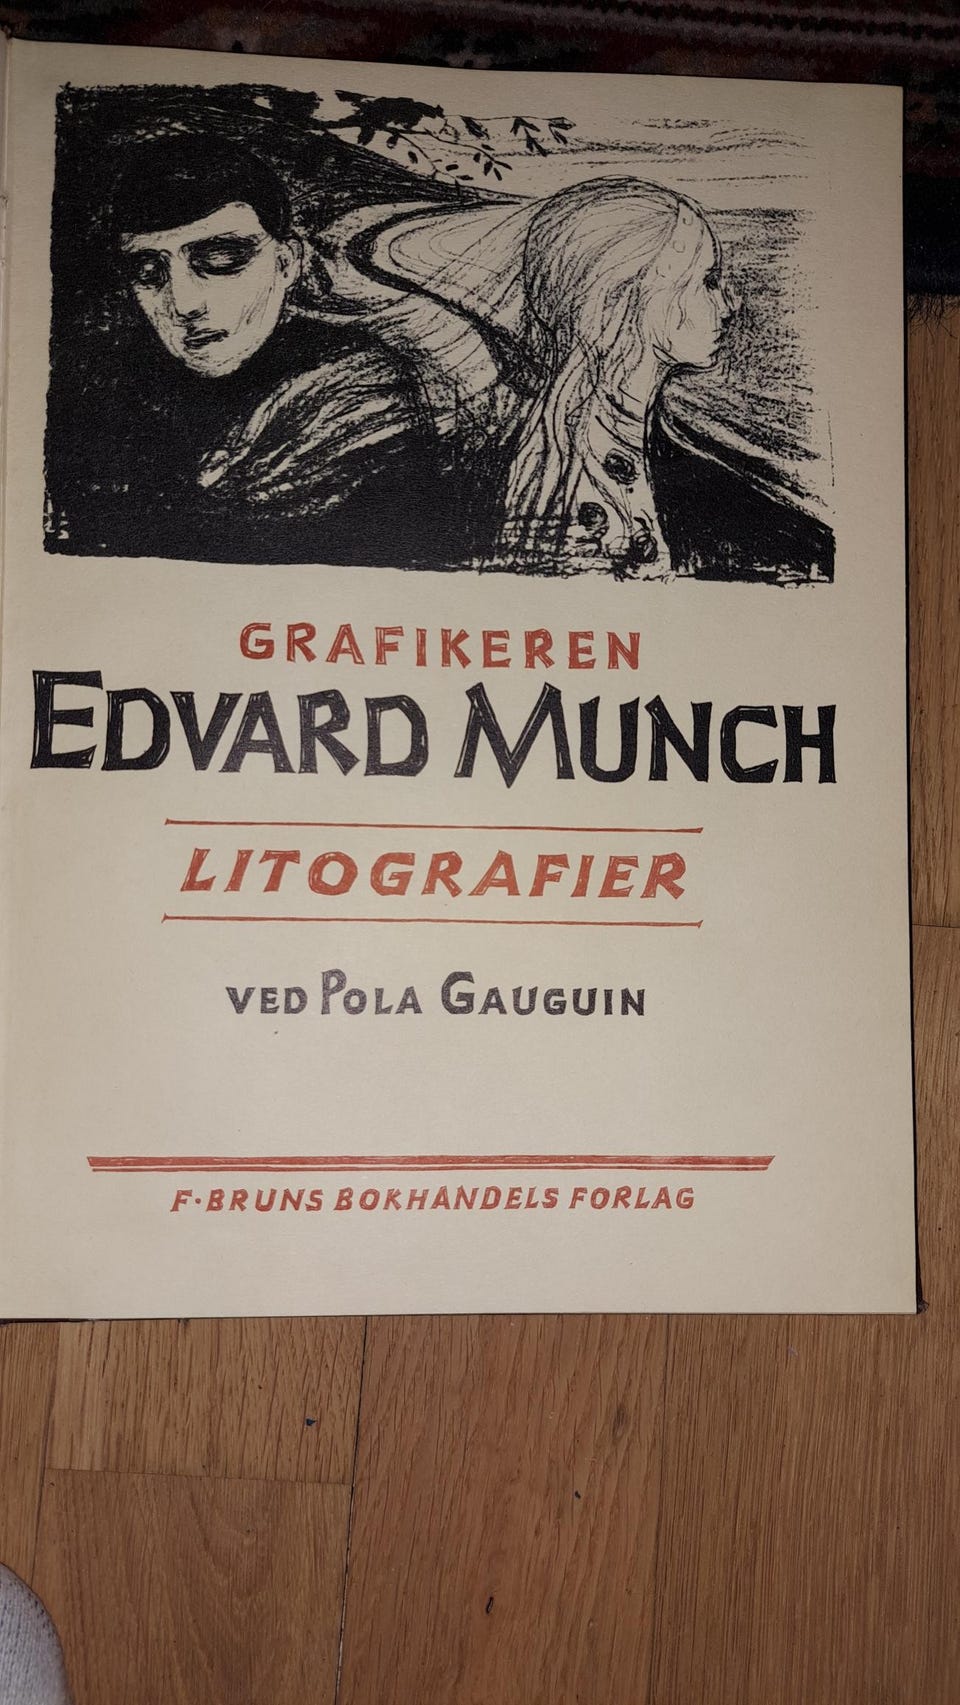 GRAFIKEREN
EDVARD MUNCH
LITOGRAFIER
VED POLA GAUGUIN
F·BRUNS BOKHANDELS FORLAG